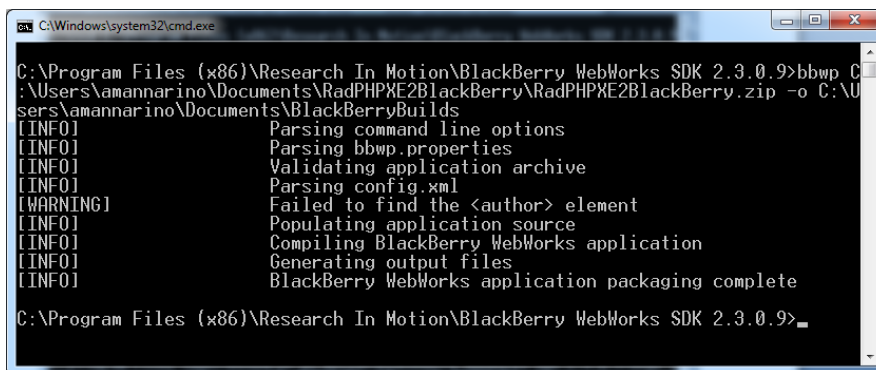 C:\Windows\system32\cmd.exe
C:\Program Files (x86)\Research In Motion\BlackBerry WebWorks SDK 2.3.0.9>bbwp C
:\Users\amannarino\Documents\RadPHPXE2BlackBerry\RadPHPXE2BlackBerry.zip -o C:\U
sers\amannarino\Documents\BlackBerryBuilds
[INFO] Parsing command line options
[INFO] Parsing bbwp.properties
[INFO] Validating application archive
[INFO] Parsing config.xml
[WARNING] Failed to find the <author> element
[INFO] Populating application source
[INFO] Compiling BlackBerry WebWorks application
[INFO] Generating output files
[INFO] BlackBerry WebWorks application packaging complete
C:\Program Files (x86)\Research In Motion\BlackBerry WebWorks SDK 2.3.0.9>_